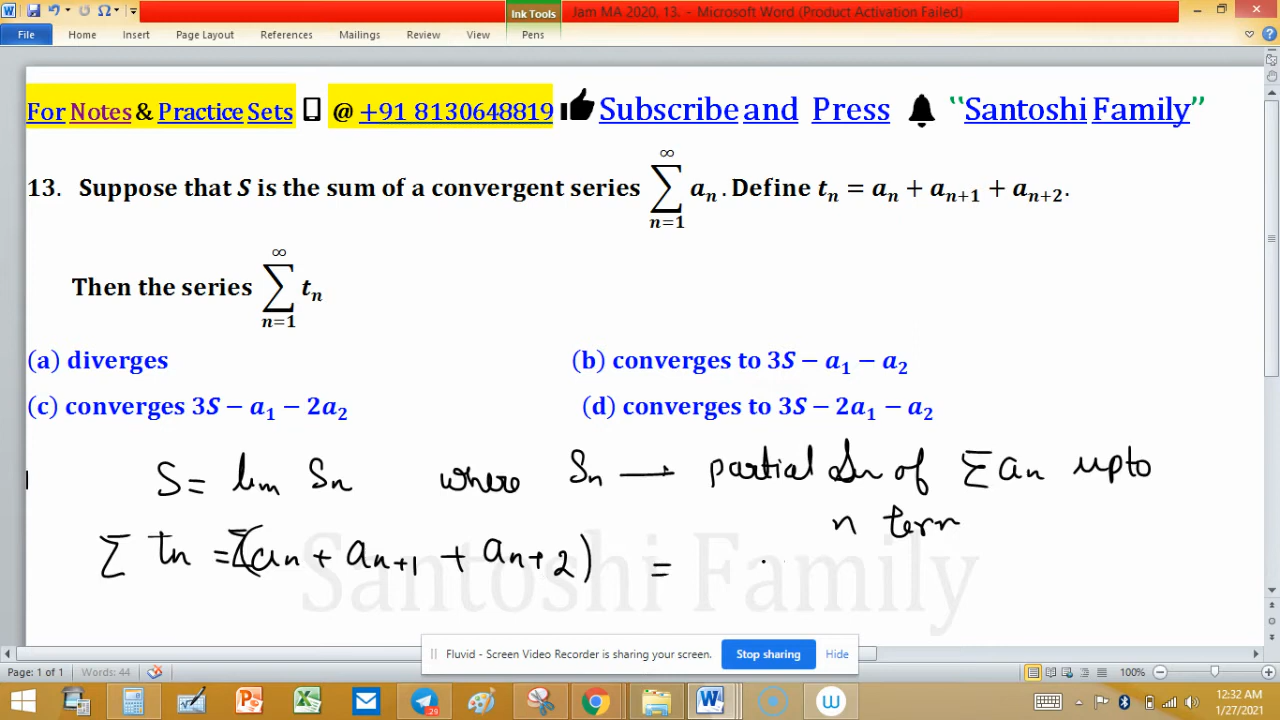 Ink Tools
Jam MA 2020, 13. - Microsoft Word (Product Activation Failed)
File Home Insert Page Layout References Mailings Review View Pens
For Notes & Practice Sets @ +91 8130648819 Subscribe and Press "Santoshi Family"
13. Suppose that S is the sum of a convergent series ∑_{n=1}^{∞} a_n . Define t_n = a_n + a_{n+1} + a_{n+2}.
Then the series ∑_{n=1}^{∞} t_n
(a) diverges (b) converges to 3S − a_1 − a_2
(c) converges 3S − a_1 − 2a_2 (d) converges to 3S − 2a_1 − a_2
S = lim S_n where S_n → partial Sn of Σ a_n upto
n term
Σ t_n = Σ(a_n + a_{n+1} + a_{n+2}) =
Santoshi Family
Fluvid - Screen Video Recorder is sharing your screen. Stop sharing Hide
Page: 1 of 1 Words: 44 100%
29
W
12:32 AM
1/27/2021